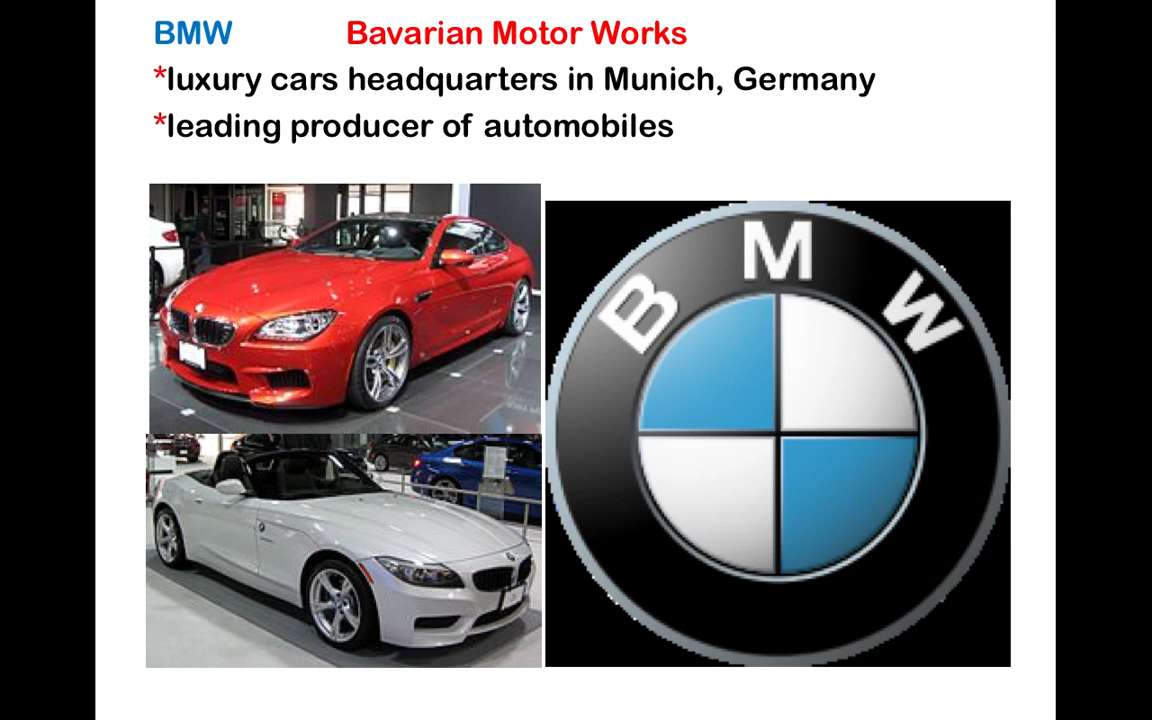 BMW Bavarian Motor Works
*luxury cars headquarters in Munich, Germany
*leading producer of automobiles
BMW